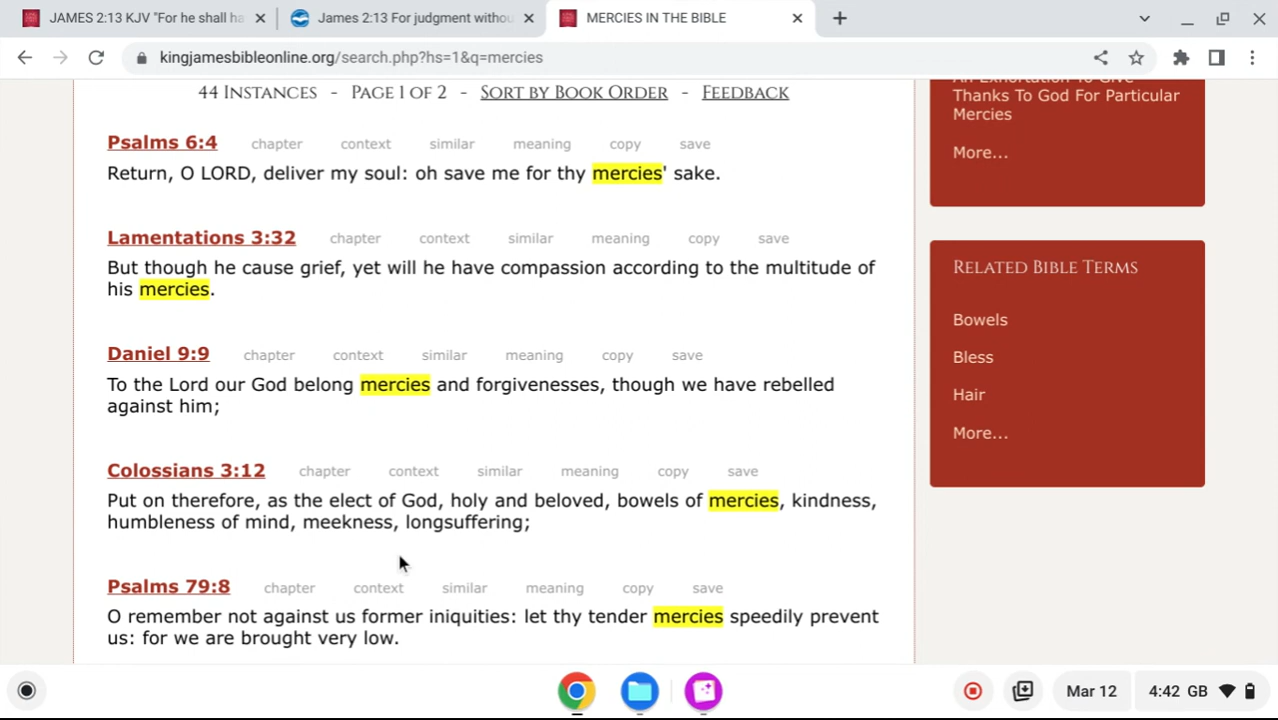 JAMES 2:13 KJV "For he shall ha
James 2:13 For judgment withou
MERCIES IN THE BIBLE
kingjamesbibleonline.org/search.php?hs=1&q=mercies
44 Instances - Page 1 of 2 - Sort by Book Order - Feedback
Psalms 6:4 chapter context similar meaning copy save
Return, O LORD, deliver my soul: oh save me for thy mercies' sake.
Lamentations 3:32 chapter context similar meaning copy save
But though he cause grief, yet will he have compassion according to the multitude of
his mercies.
Daniel 9:9 chapter context similar meaning copy save
To the Lord our God belong mercies and forgivenesses, though we have rebelled
against him;
Colossians 3:12 chapter context similar meaning copy save
Put on therefore, as the elect of God, holy and beloved, bowels of mercies, kindness,
humbleness of mind, meekness, longsuffering;
Psalms 79:8 chapter context similar meaning copy save
O remember not against us former iniquities: let thy tender mercies speedily prevent
us: for we are brought very low.
An Exhortation To Give
Thanks To God For Particular
Mercies
More...
Related Bible Terms
Bowels
Bless
Hair
More...
Mar 12
4:42 GB